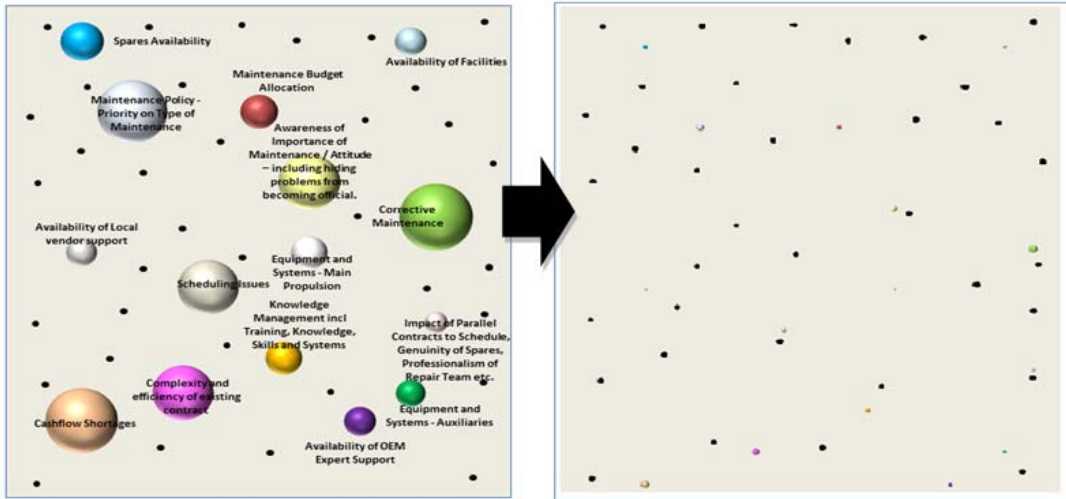 Spares Availability
Availability of Facilities
Maintenance Budget
Allocation
Maintenance Policy -
Priority on Type of
Maintenance
Awareness of
Importance of
Maintenance / Attitude
– including hiding
problems from
becoming official.
Corrective
Maintenance
Availability of Local
vendor support
Equipment and
Systems - Main
Propulsion
Scheduling Issues
Knowledge
Management incl
Training, Knowledge,
Skills and Systems
Impact of Parallel
Contracts to Schedule,
Genuinity of Spares,
Professionalism of
Repair Team etc.
Complexity and
efficiency of existing
contract
Cashflow Shortages
Equipment and
Systems - Auxiliaries
Availability of OEM
Expert Support